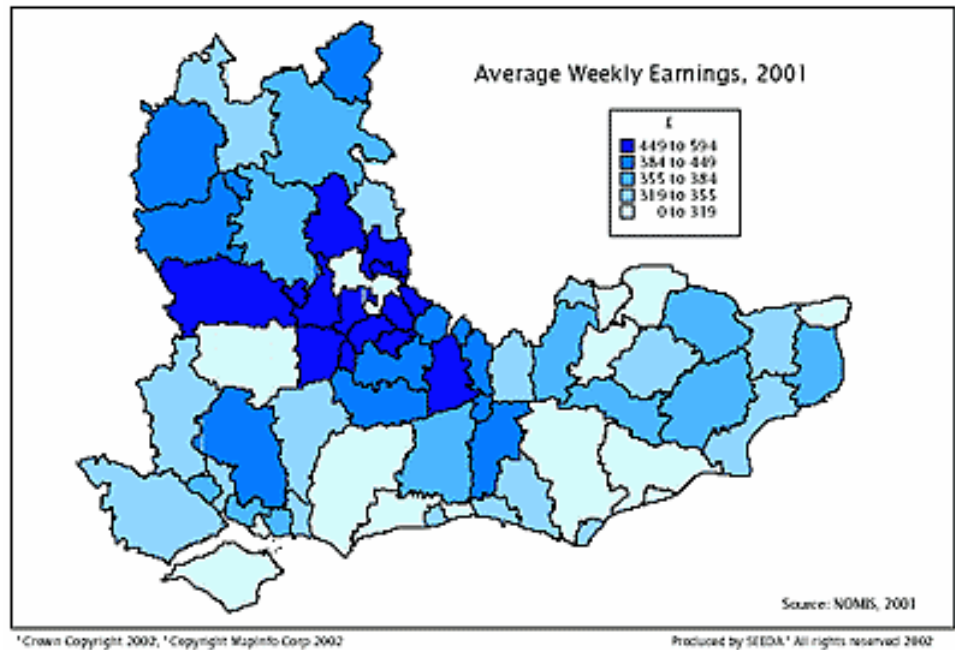 Average Weekly Earnings, 2001
£
449 to 594
384 to 449
355 to 384
319 to 355
0 to 319
Source: NOMIS, 2001
'Crown Copyright 2002, 'Copyright MapInfo Corp 2002
Produced by SEEDA' All rights reserved 2002